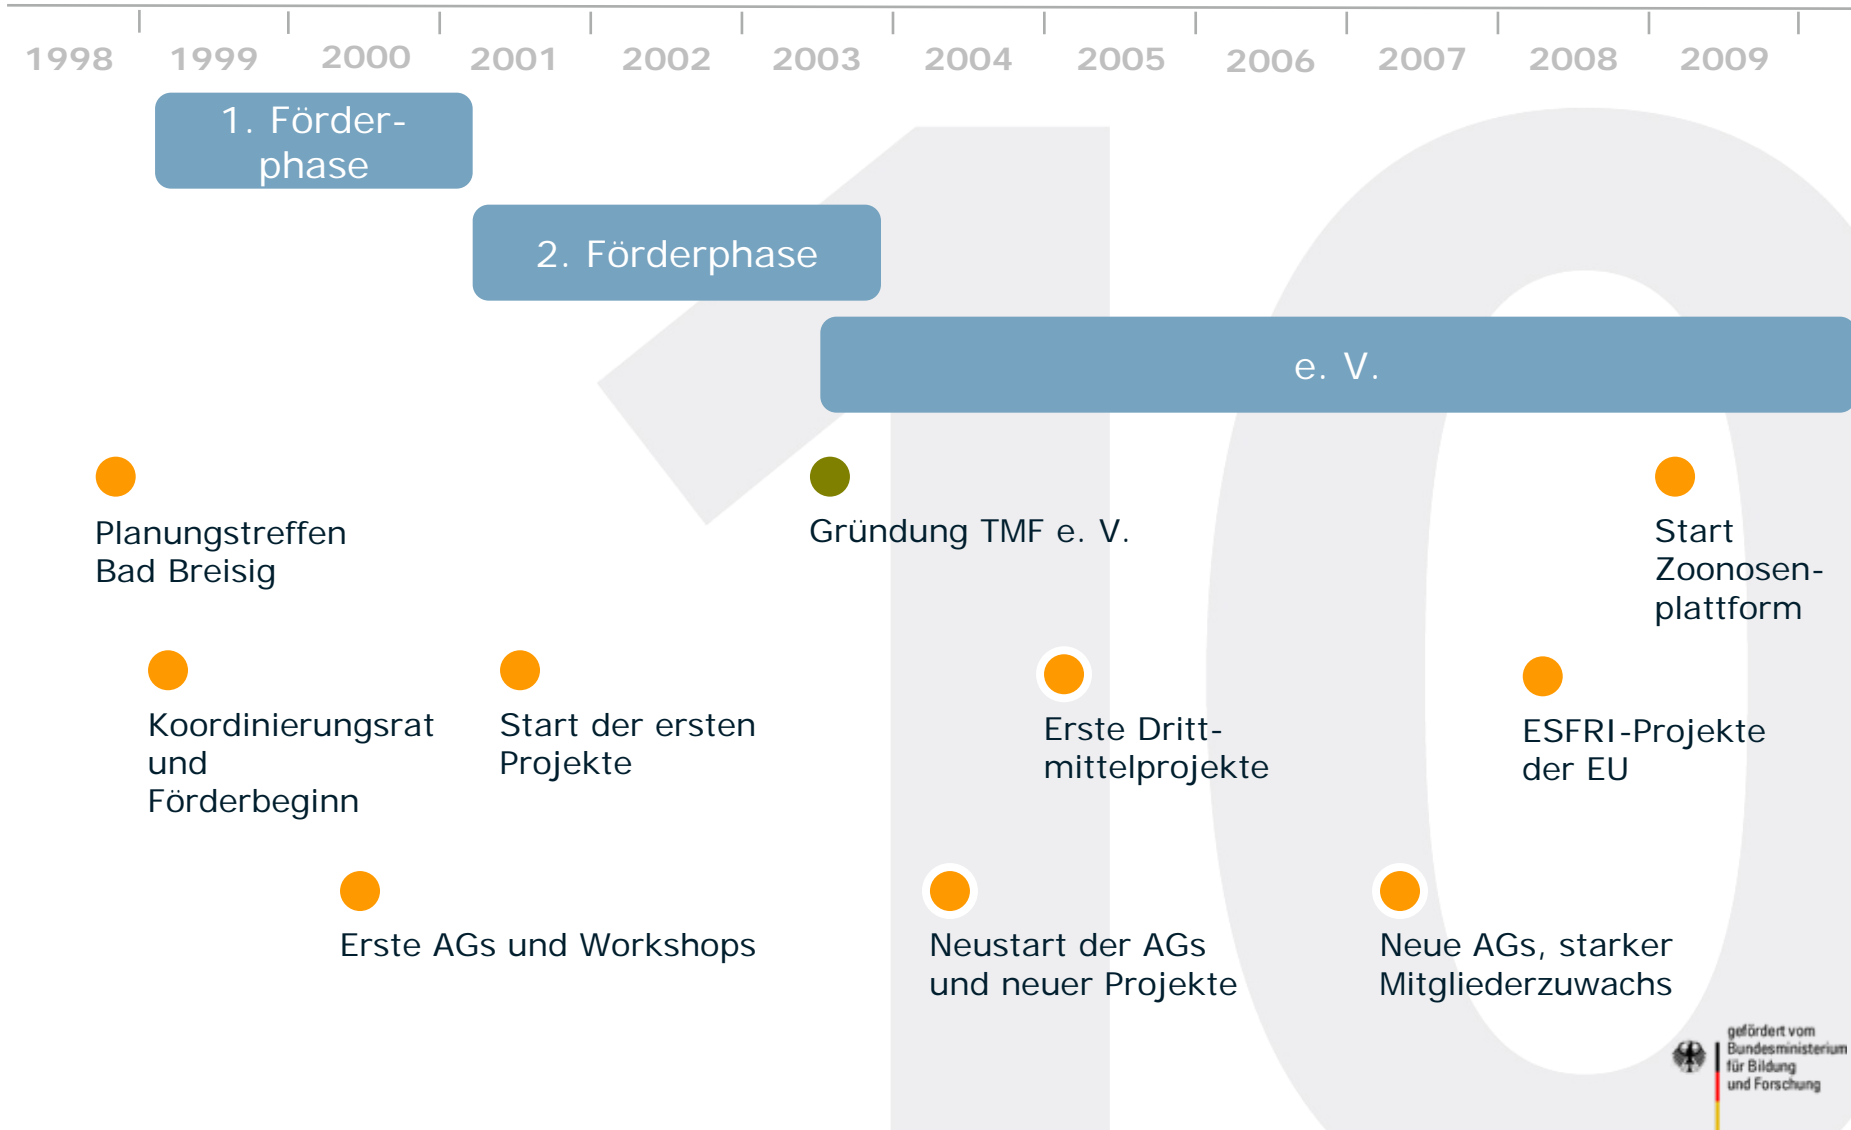 1998 1999 2000 2001 2002 2003 2004 2005 2006 2007 2008 2009
1. Förder-
phase
2. Förderphase
e. V.
Planungstreffen
Bad Breisig
Gründung TMF e. V.
Start
Zoonosen-
plattform
Koordinierungsrat
und
Förderbeginn
Start der ersten
Projekte
Erste Dritt-
mittelprojekte
ESFRI-Projekte
der EU
Erste AGs und Workshops
Neustart der AGs
und neuer Projekte
Neue AGs, starker
Mitgliederzuwachs
10
gefördert vom
Bundesministerium
für Bildung
und Forschung